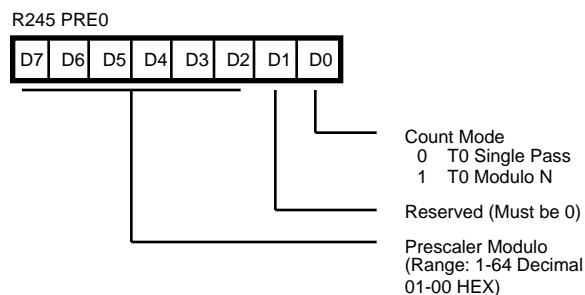 R245 PRE0
D7 D6 D5 D4 D3 D2 D1 D0
Count Mode
0 T0 Single Pass
1 T0 Modulo N
Reserved (Must be 0)
Prescaler Modulo
(Range: 1-64 Decimal
01-00 HEX)